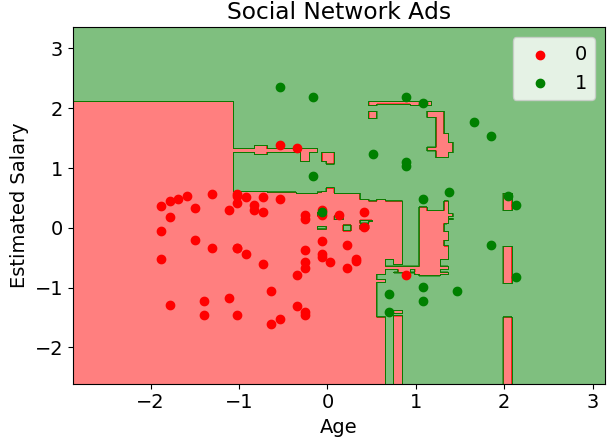 Social Network Ads
0
1
Estimated Salary
3
2
1
0
−1
−2
−2 −1 0 1 2 3
Age